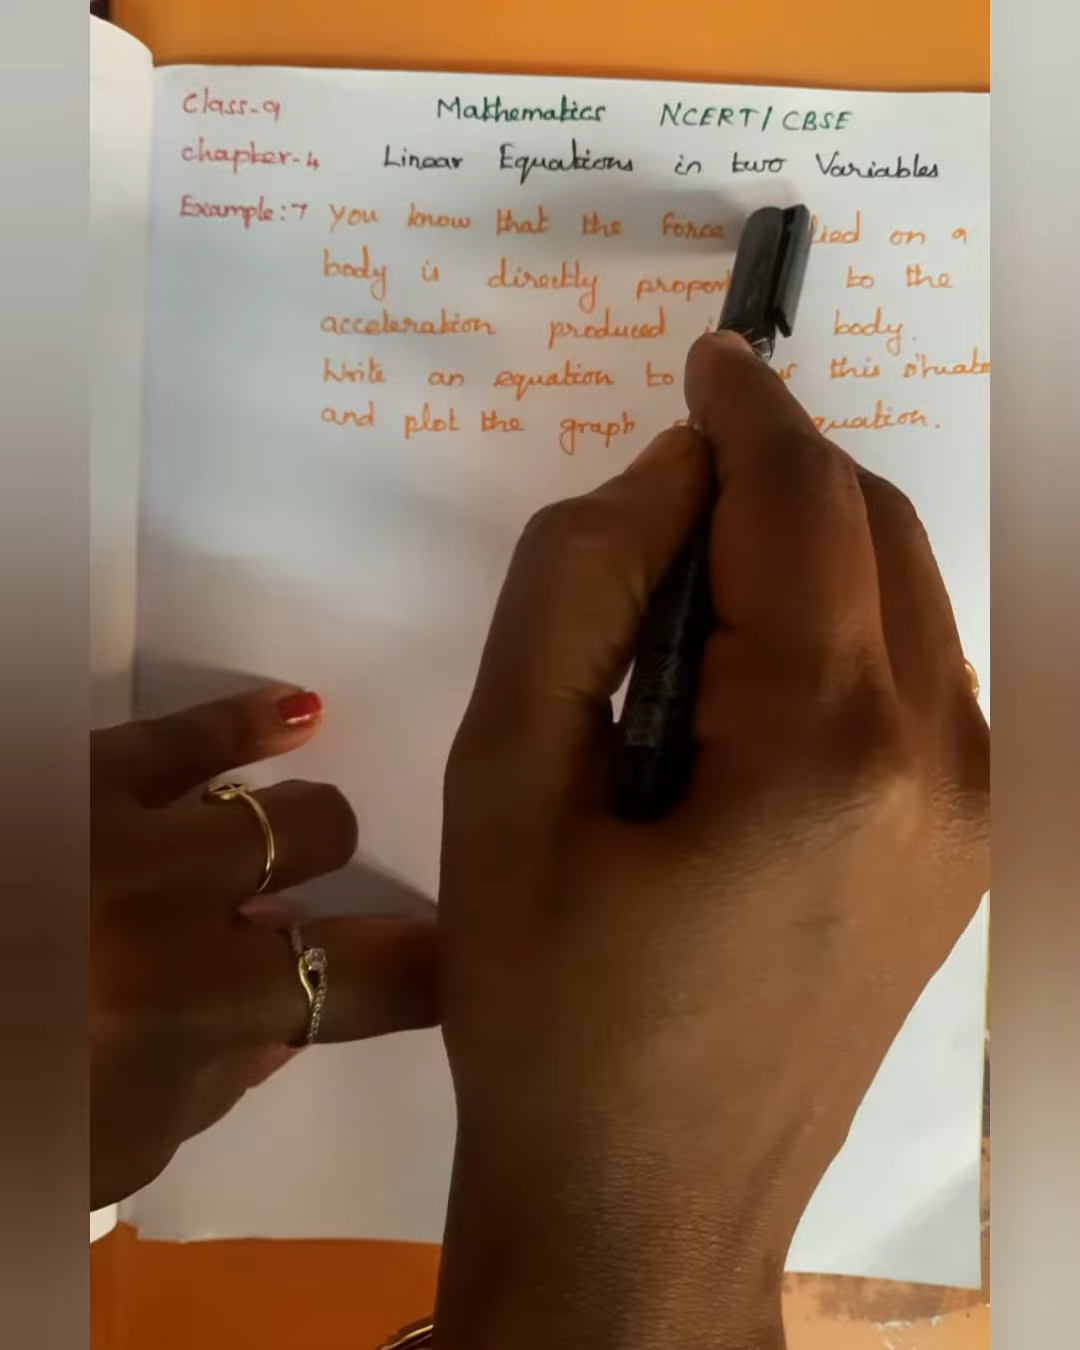 Class-9 Mathematics NCERT/CBSE
chapter-4 Linear Equations in two Variables
Example:7 you know that the force on a
body is directly to the
acceleration produced body.
Write an equation to this
and plot the graph